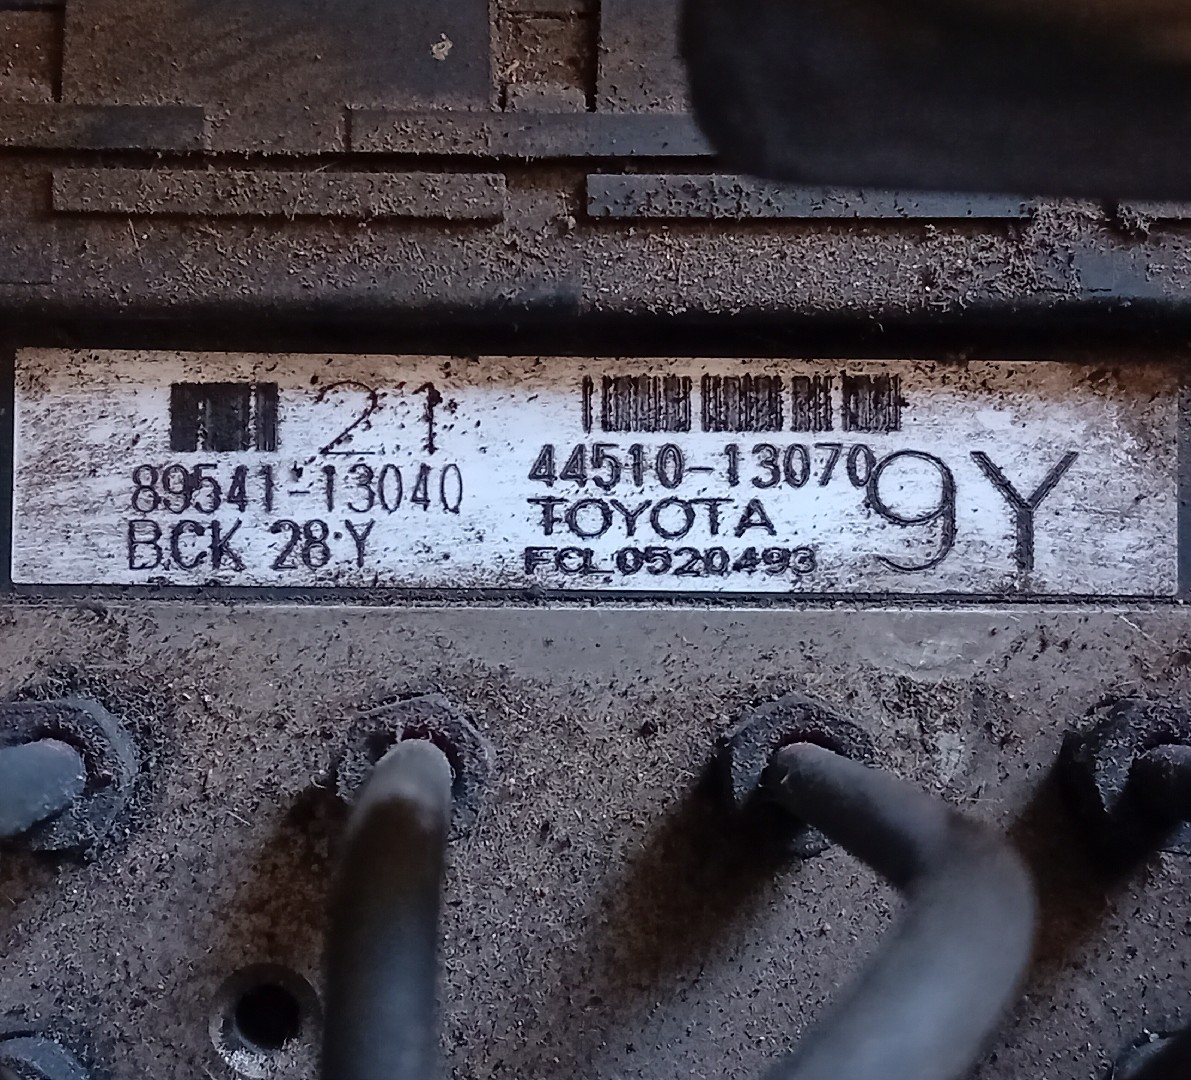 21
89541-13040
B.CK 28·Y
44510-13070
TOYOTA
FCL0520493
9Y